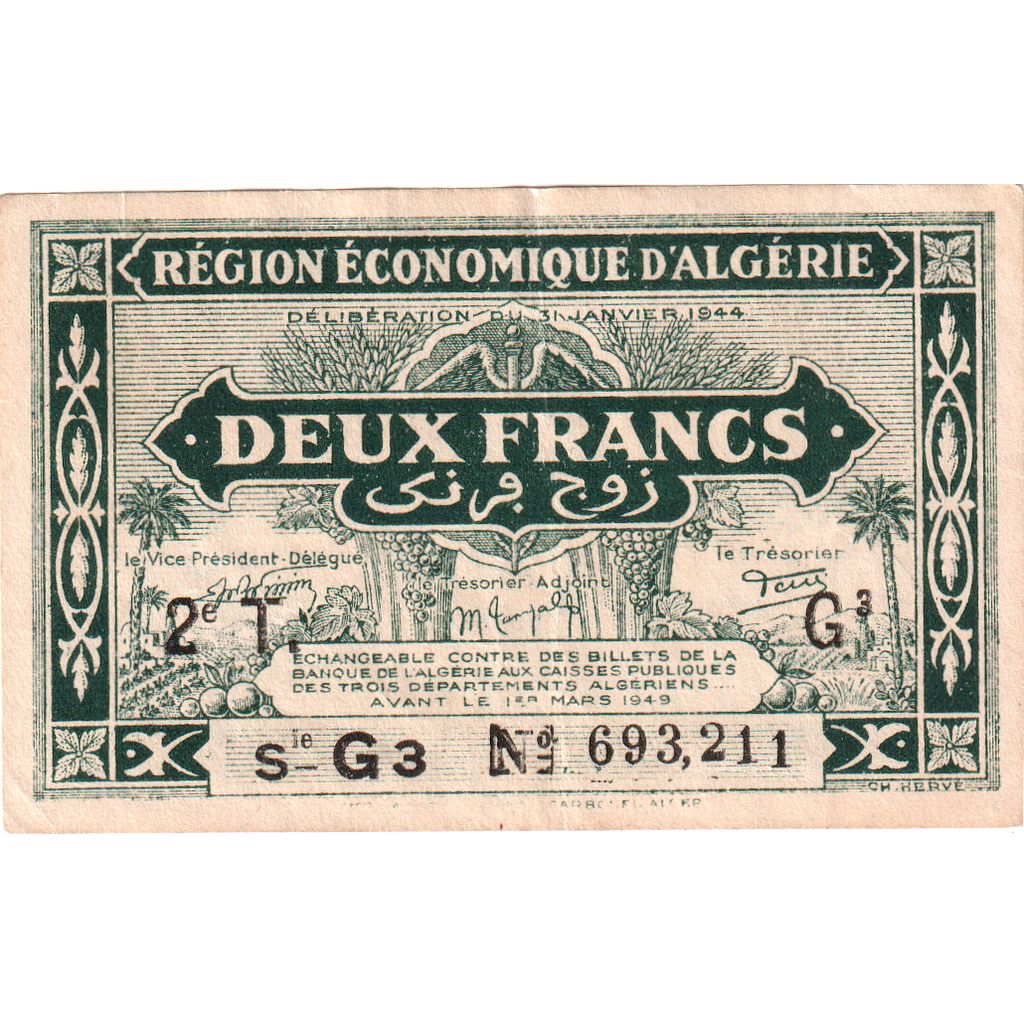 RÉGION ÉCONOMIQUE D'ALGÉRIE
DÉLIBÉRATION DU 31 JANVIER 1944
DEUX FRANCS
زوج فرنكى
le Vice-Président-Délégué
le Trésorier-Adjoint
le Trésorier
2e T.
G3
ÉCHANGEABLE CONTRE DES BILLETS DE LA
BANQUE DE L'ALGÉRIE AUX CAISSES PUBLIQUES
DES TROIS DÉPARTEMENTS ALGÉRIENS....
AVANT LE 1ER MARS 1949
Sie G3 No 693,211
CH. HERVÉ
ALGER